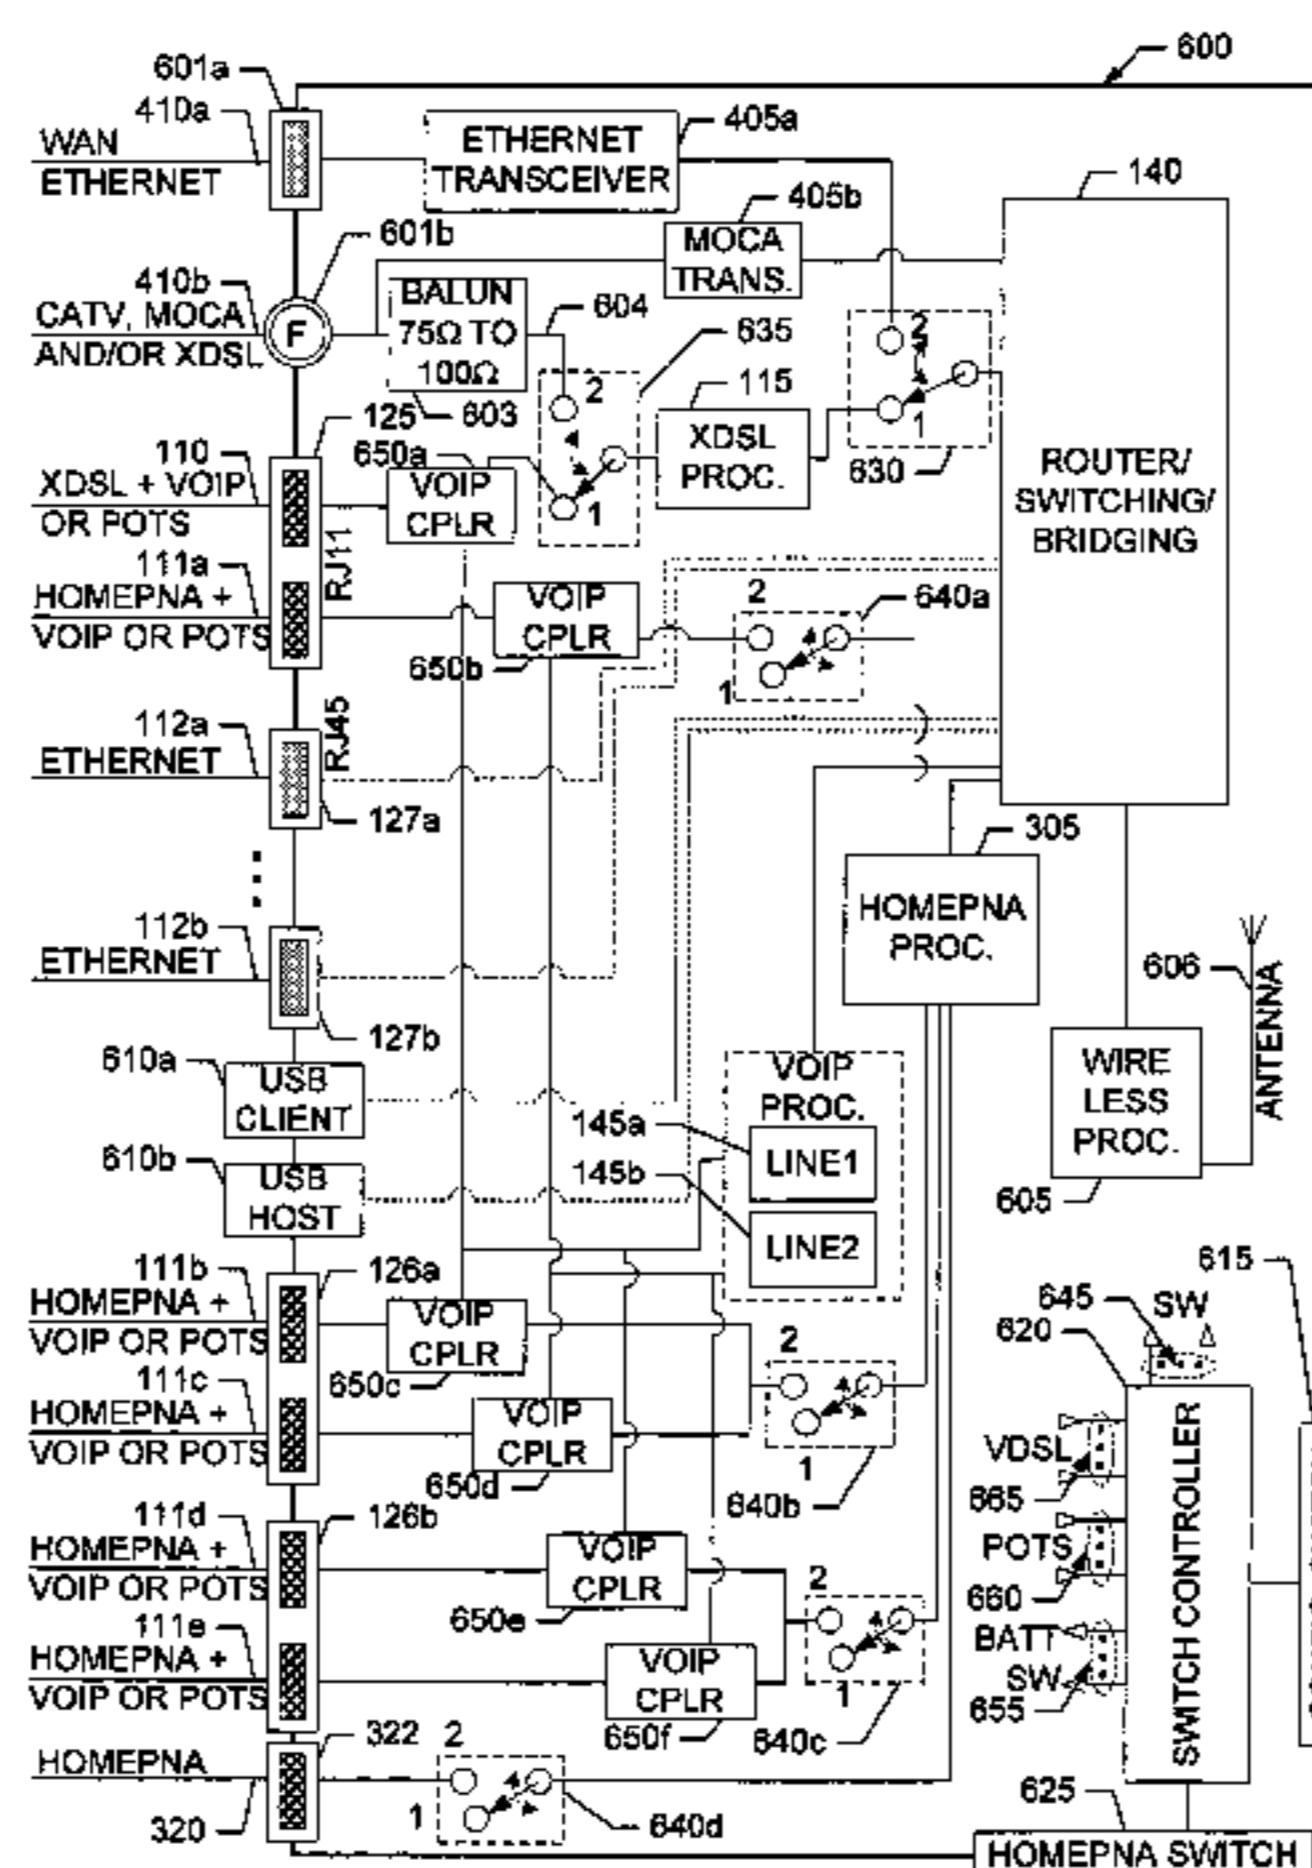 600
601a
410a
WAN
ETHERNET
ETHERNET
TRANSCEIVER
405a
140
405b
MOCA
TRANS.
601b
410b
CATV, MOCA
AND/OR XDSL
F
BALUN
75Ω TO
100Ω
603
604
635
2
1
115
XDSL
PROC.
2
1
630
ROUTER/
SWITCHING/
BRIDGING
125
110
XDSL + VOIP
OR POTS
650a
VOIP
CPLR
RJ11
111a
HOMEPNA +
VOIP OR POTS
VOIP
CPLR
650b
2
1
640a
112a
ETHERNET
RJ45
127a
112b
ETHERNET
127b
305
HOMEPNA
PROC.
606
ANTENNA
WIRE
LESS
PROC.
605
610a
USB
CLIENT
610b
USB
HOST
VOIP
PROC.
145a
LINE1
145b
LINE2
111b
HOMEPNA +
VOIP OR POTS
126a
VOIP
CPLR
650c
111c
HOMEPNA +
VOIP OR POTS
VOIP
CPLR
650d
2
1
640b
111d
HOMEPNA +
VOIP OR POTS
126b
VOIP
CPLR
650e
111e
HOMEPNA +
VOIP OR POTS
VOIP
CPLR
650f
2
1
640c
HOMEPNA
322
320
2
1
640d
615
645
SW
620
VDSL
665
POTS
660
BATT
SW
655
SWITCH CONTROLLER
625
HOMEPNA SWITCH